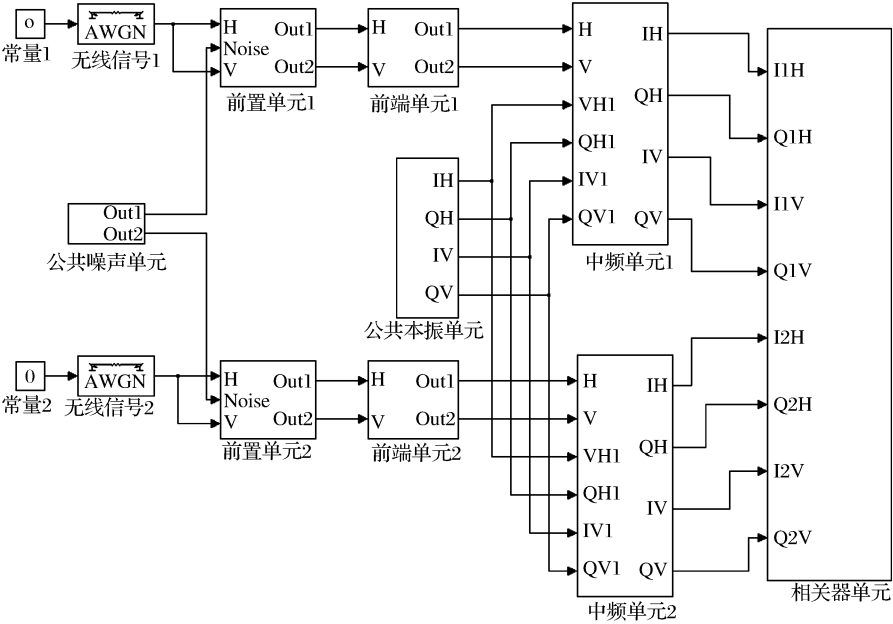 o
AWGN
常量1
无线信号1
H
Noise
V
Out1
Out2
前置单元1
H
V
Out1
Out2
前端单元1
H
V
VH1
QH1
IV1
QV1
IH
QH
IV
QV
中频单元1
Out1
Out2
公共噪声单元
IH
QH
IV
QV
公共本振单元
I1H
Q1H
I1V
Q1V
I2H
Q2H
I2V
Q2V
相关器单元
0
AWGN
常量2
无线信号2
H
Noise
V
Out1
Out2
前置单元2
H
V
Out1
Out2
前端单元2
H
V
VH1
QH1
IV1
QV1
IH
QH
IV
QV
中频单元2